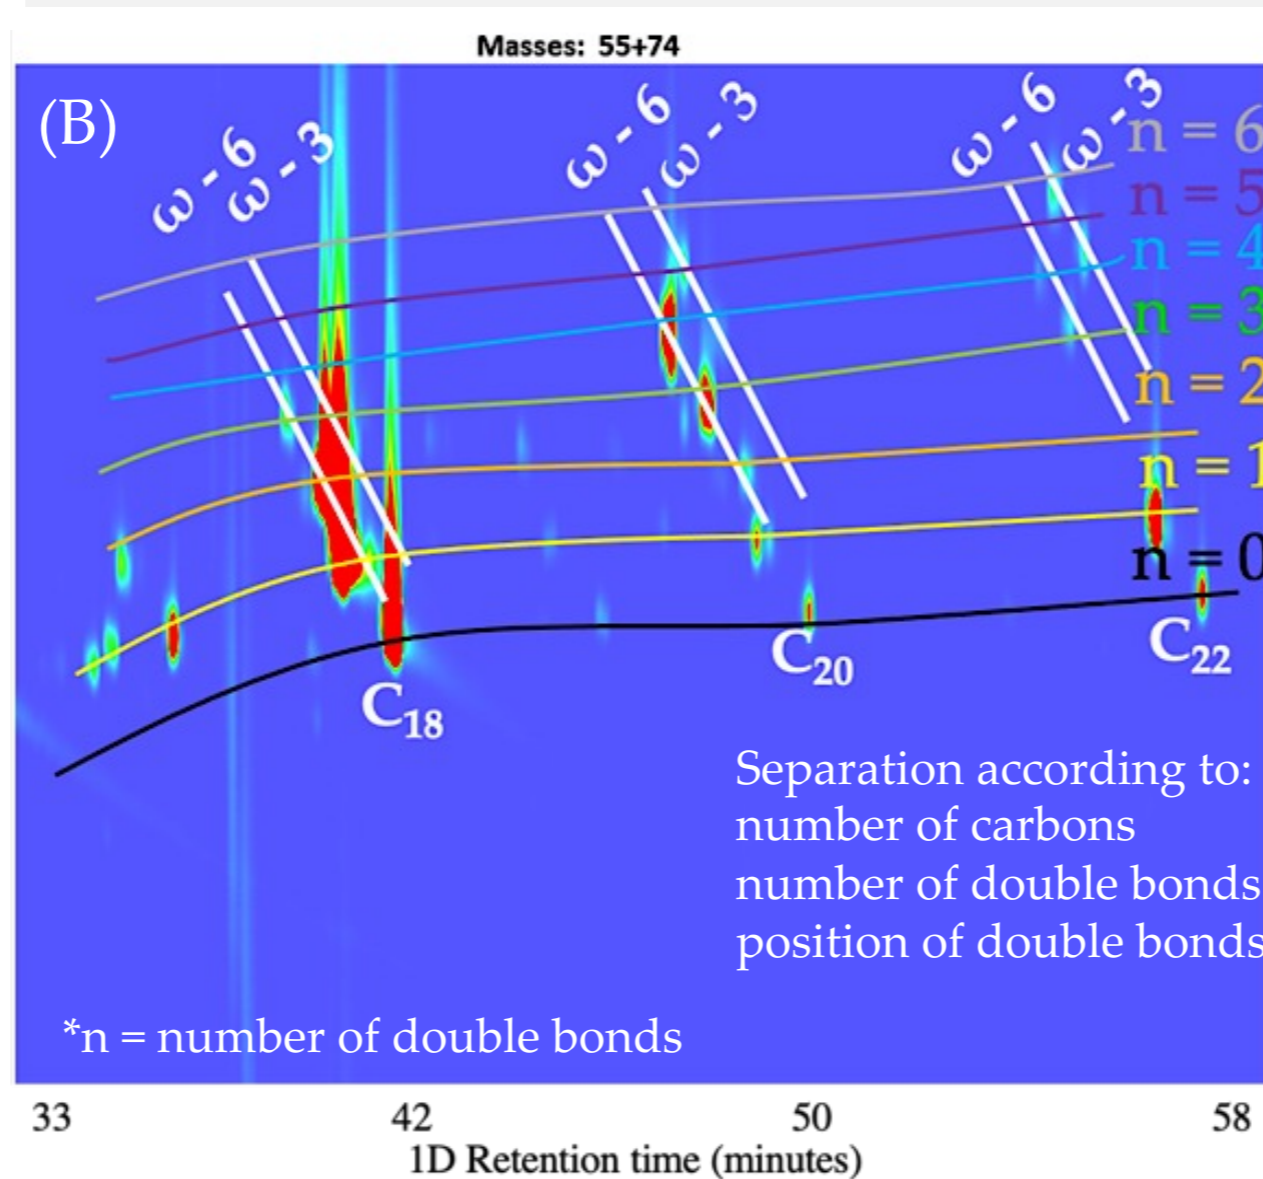 Masses: 55+74
(B)
ω - 6
ω - 3
ω - 6
ω - 3
ω - 6
ω - 3
n = 6
n = 5
n = 4
n = 3
n = 2
n = 1
n = 0
C18
C20
C22
Separation according to:
number of carbons
number of double bonds
position of double bonds
*n = number of double bonds
33 42 50 58
1D Retention time (minutes)